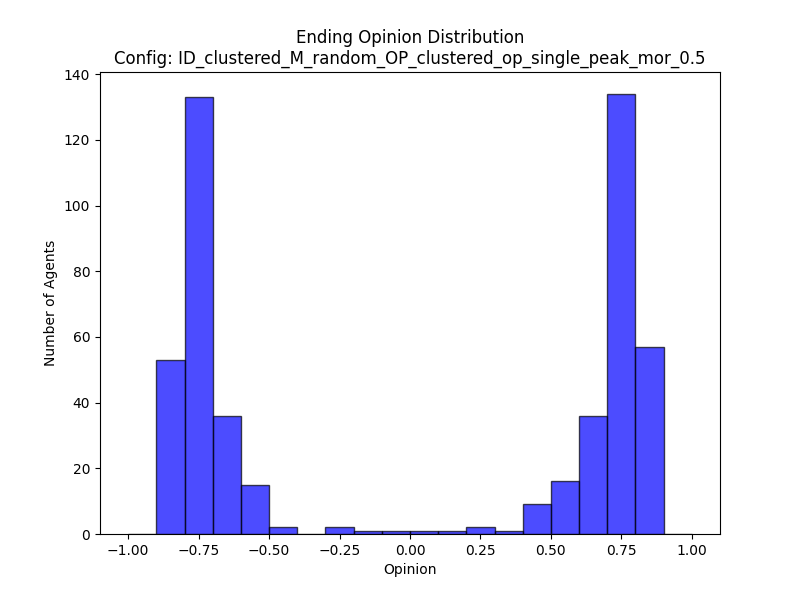 Ending Opinion Distribution
Config: ID_clustered_M_random_OP_clustered_op_single_peak_mor_0.5
140
120
100
80
60
40
20
0
Number of Agents
−1.00 −0.75 −0.50 −0.25 0.00 0.25 0.50 0.75 1.00
Opinion